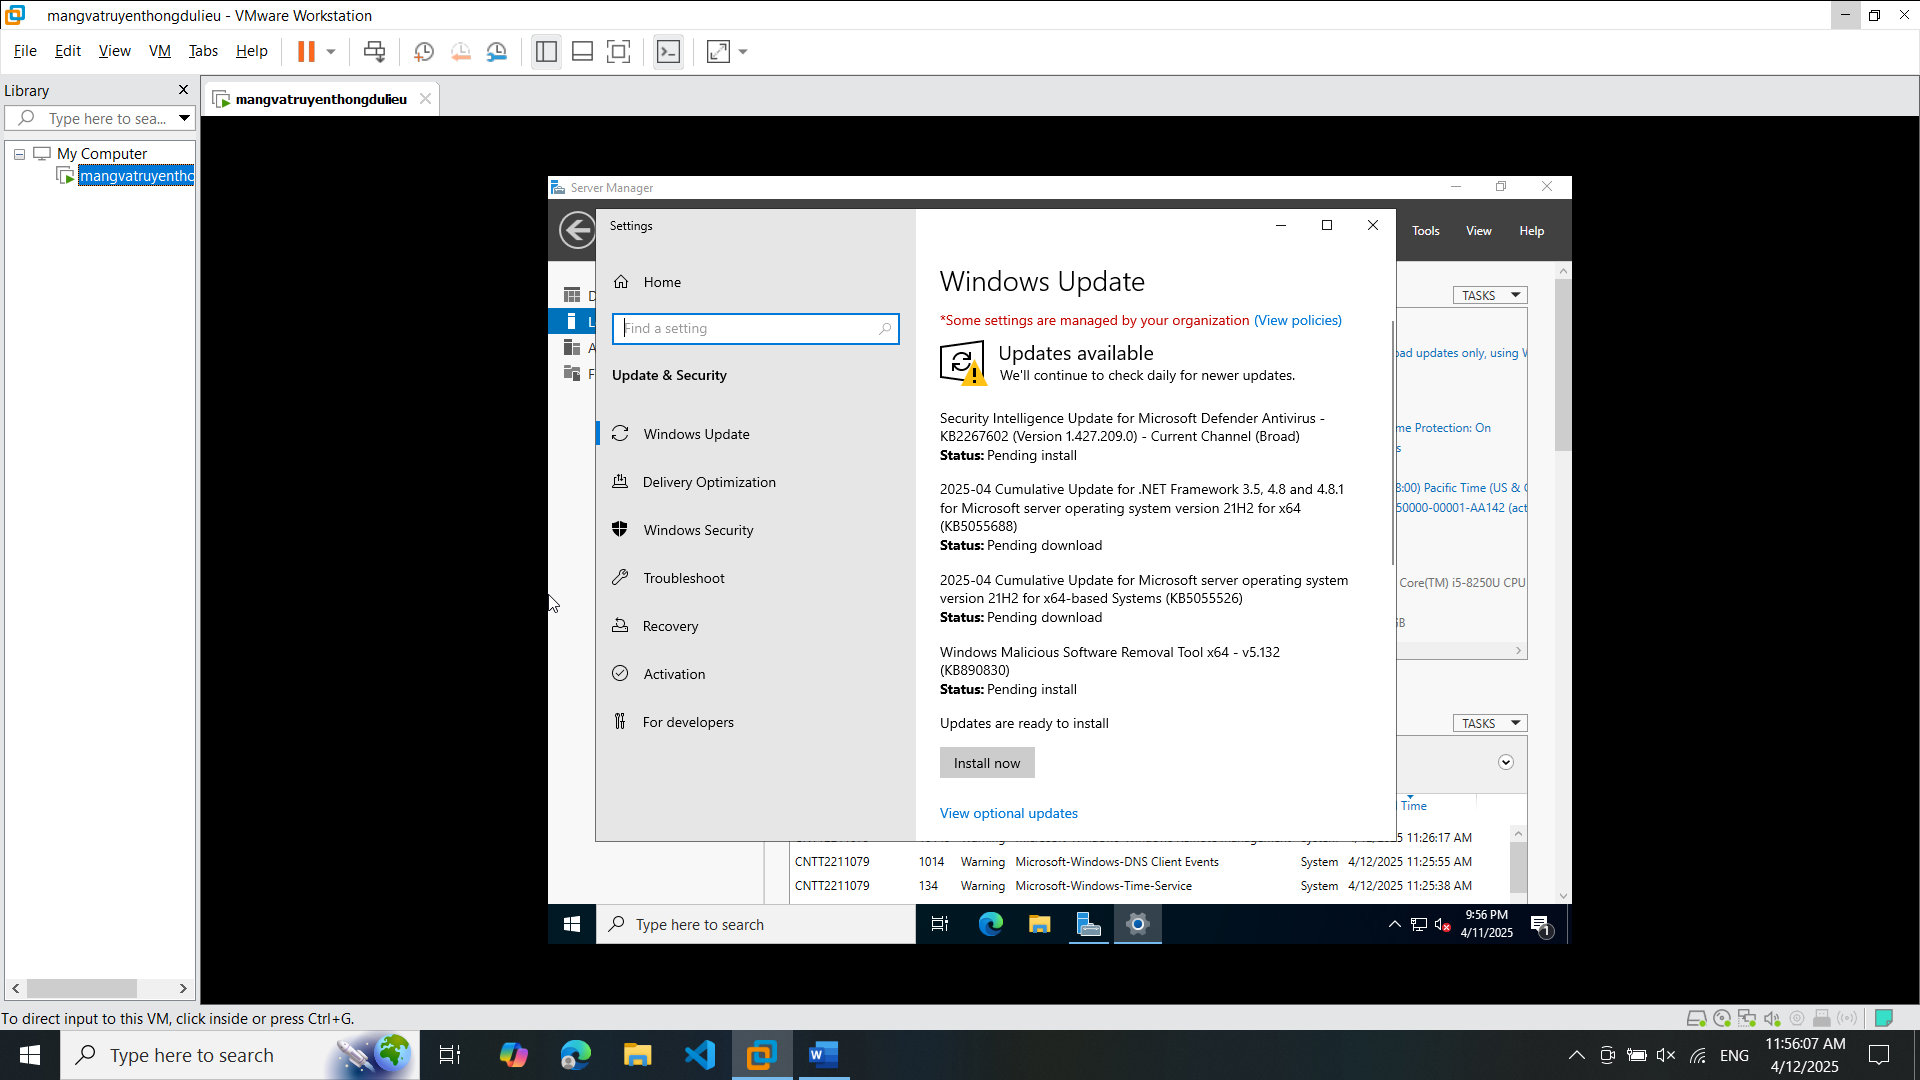 mangvatruyenthongdulieu - VMware Workstation
File Edit View VM Tabs Help
Library
Type here to sea...
My Computer
mangvatruyenthc
mangvatruyenthongdulieu
Server Manager
Tools View Help
TASKS
Settings
Home
Find a setting
Update & Security
Windows Update
Delivery Optimization
Windows Security
Troubleshoot
Recovery
Activation
For developers
Windows Update
*Some settings are managed by your organization (View policies)
Updates available
We'll continue to check daily for newer updates.
Security Intelligence Update for Microsoft Defender Antivirus -
KB2267602 (Version 1.427.209.0) - Current Channel (Broad)
Status: Pending install
2025-04 Cumulative Update for .NET Framework 3.5, 4.8 and 4.8.1
for Microsoft server operating system version 21H2 for x64
(KB5055688)
Status: Pending download
2025-04 Cumulative Update for Microsoft server operating system
version 21H2 for x64-based Systems (KB5055526)
Status: Pending download
Windows Malicious Software Removal Tool x64 - v5.132
(KB890830)
Status: Pending install
Updates are ready to install
Install now
View optional updates
updates only, using
Protection: On
8:00) Pacific Time (US &
50000-00001-AA142 (act
Core(TM) i5-8250U CPU
TASKS
Time
11:26:17 AM
CNTT2211079 1014 Warning Microsoft-Windows-DNS Client Events System 4/12/2025 11:25:55 AM
CNTT2211079 134 Warning Microsoft-Windows-Time-Service System 4/12/2025 11:25:38 AM
Type here to search
9:56 PM
4/11/2025
1
To direct input to this VM, click inside or press Ctrl+G.
Type here to search
ENG
11:56:07 AM
4/12/2025